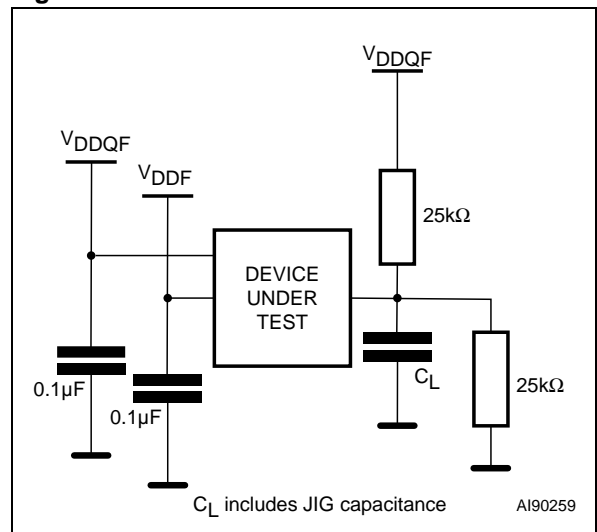 VDDQF
VDDQF
VDDF
25kΩ
DEVICE
UNDER
TEST
0.1µF
0.1µF
CL
25kΩ
CL includes JIG capacitance
AI90259